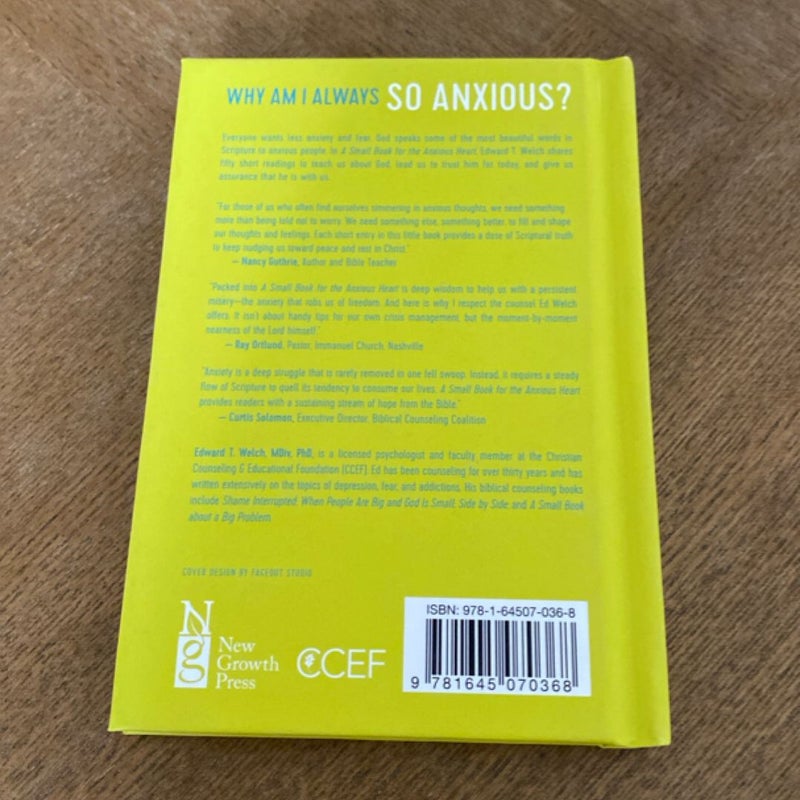 WHY AM I ALWAYS SO ANXIOUS?
Everyone wants less anxiety and fear. God speaks some of the most beautiful words in
Scripture to anxious people. In A Small Book for the Anxious Heart, Edward T. Welch shares
fifty short readings to teach us about God, lead us to trust him for today, and give us
assurance that he is with us.
"For those of us who often find ourselves simmering in anxious thoughts, we need something
more than being told not to worry. We need something else, something better, to fill and shape
our thoughts and feelings. Each short entry in this little book provides a dose of Scriptural truth
to keep nudging us toward peace and rest in Christ."
— Nancy Guthrie, Author and Bible Teacher
"Packed into A Small Book for the Anxious Heart is deep wisdom to help us with a persistent
misery—the anxiety that robs us of freedom. And here is why I respect the counsel Ed Welch
offers. It isn't about handy tips for our own crisis management, but the moment-by-moment
nearness of the Lord himself."
— Ray Ortlund, Pastor, Immanuel Church, Nashville
"Anxiety is a deep struggle that is rarely removed in one fell swoop. Instead, it requires a steady
flow of Scripture to quell its tendency to consume our lives. A Small Book for the Anxious Heart
provides readers with a sustaining stream of hope from the Bible."
— Curtis Solomon, Executive Director, Biblical Counseling Coalition
Edward T. Welch, MDiv, PhD, is a licensed psychologist and faculty member at the Christian
Counseling & Educational Foundation (CCEF). Ed has been counseling for over thirty years and has
written extensively on the topics of depression, fear, and addictions. His biblical counseling books
include Shame Interrupted; When People Are Big and God Is Small; Side by Side; and A Small Book
about a Big Problem.
COVER DESIGN BY FACEOUT STUDIO
Ng
New
Growth
Press
CCEF
ISBN: 978-1-64507-036-8
9 781645 070368